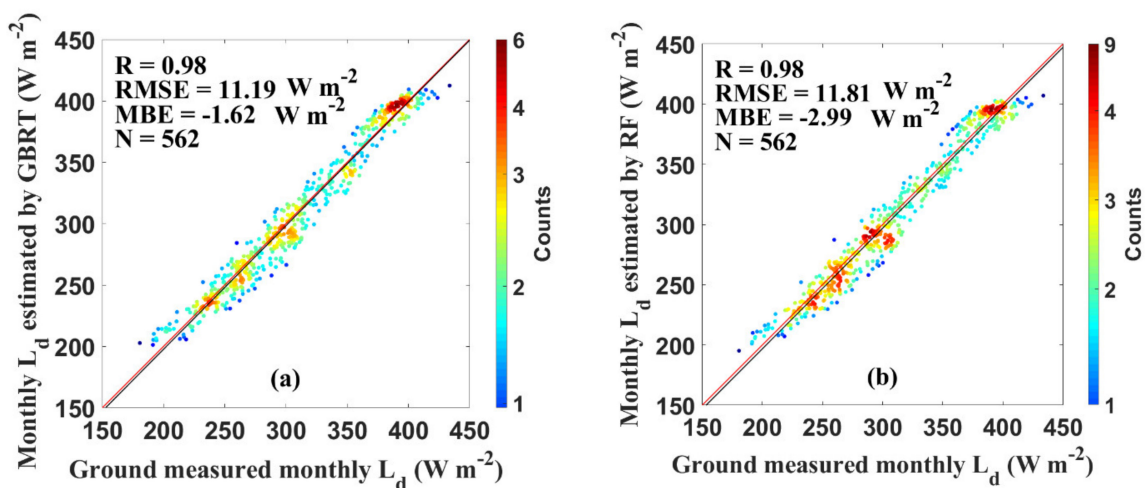 Monthly L_d estimated by GBRT (W m⁻²)
450
400
350
300
250
200
150
R = 0.98
RMSE = 11.19 W m⁻²
MBE = -1.62 W m⁻²
N = 562
(a)
150 200 250 300 350 400 450
Ground measured monthly L_d (W m⁻²)
6
4
3
2
1
Counts
Monthly L_d estimated by RF (W m⁻²)
450
400
350
300
250
200
150
R = 0.98
RMSE = 11.81 W m⁻²
MBE = -2.99 W m⁻²
N = 562
(b)
150 200 250 300 350 400 450
Ground measured monthly L_d (W m⁻²)
9
4
3
2
1
Counts